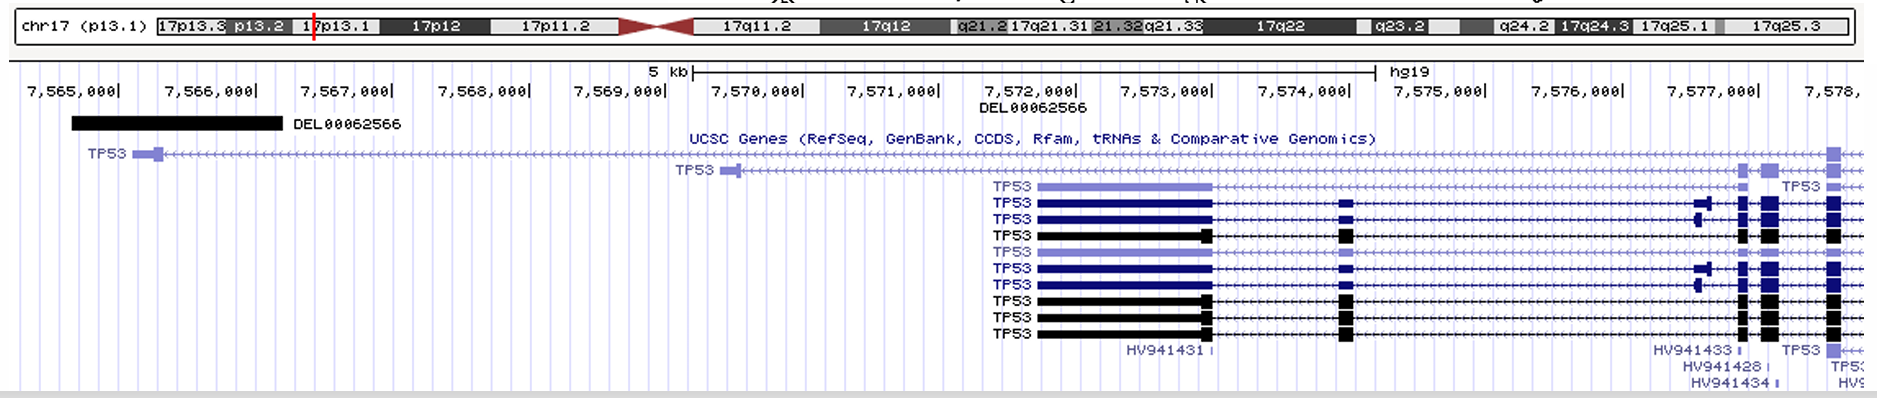 chr17 (p13.1) 17p13.3 p13.2 17p13.1 17p12 17p11.2 17q11.2 17q12 q21.2 17q21.31 21.32 q21.33 17q22 q23.2 q24.2 17q24.3 17q25.1 17q25.3
5 kb hg19
7,565,000| 7,566,000| 7,567,000| 7,568,000| 7,569,000| 7,570,000| 7,571,000| 7,572,000| 7,573,000| 7,574,000| 7,575,000| 7,576,000| 7,577,000| 7,578,
DEL00062566
DEL00062566
UCSC Genes (RefSeq, GenBank, CCDS, Rfam, tRNAs & Comparative Genomics)
TP53
TP53
TP53 TP53
TP53
TP53
TP53
TP53
TP53
TP53
TP53
TP53
TP53
HV941431 HV941433 TP53
HV941428 TP53
HV941434 HV9